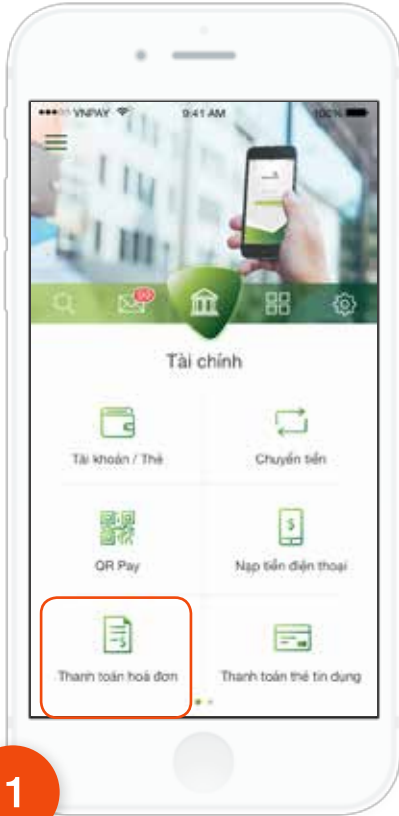 VNPAY 9:41 AM 100%
Tài chính
Tài khoản / Thẻ Chuyển tiền
QR Pay Nạp tiền điện thoại
Thanh toán hoá đơn Thanh toán thẻ tín dụng
1